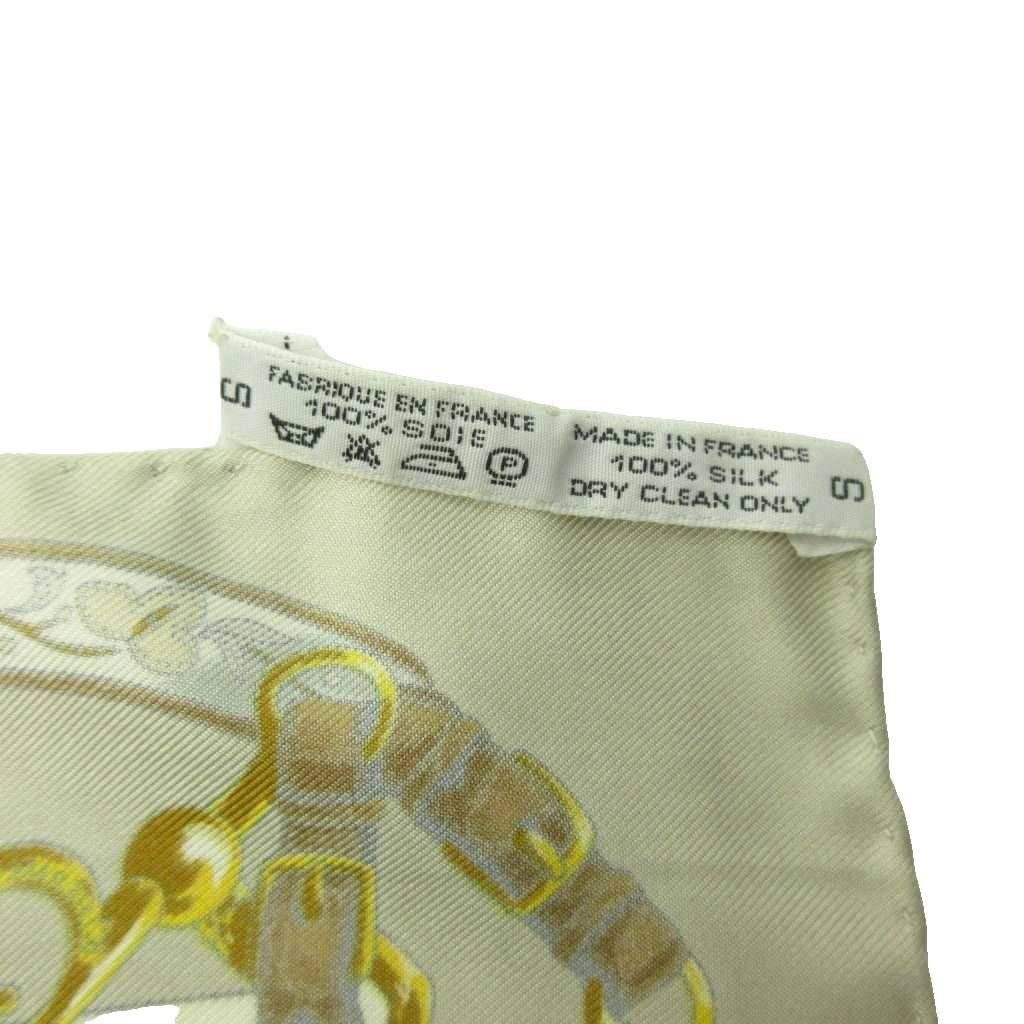 S
FABRIQUE EN FRANCE
100% SOIE
P
MADE IN FRANCE
100% SILK
DRY CLEAN ONLY
S